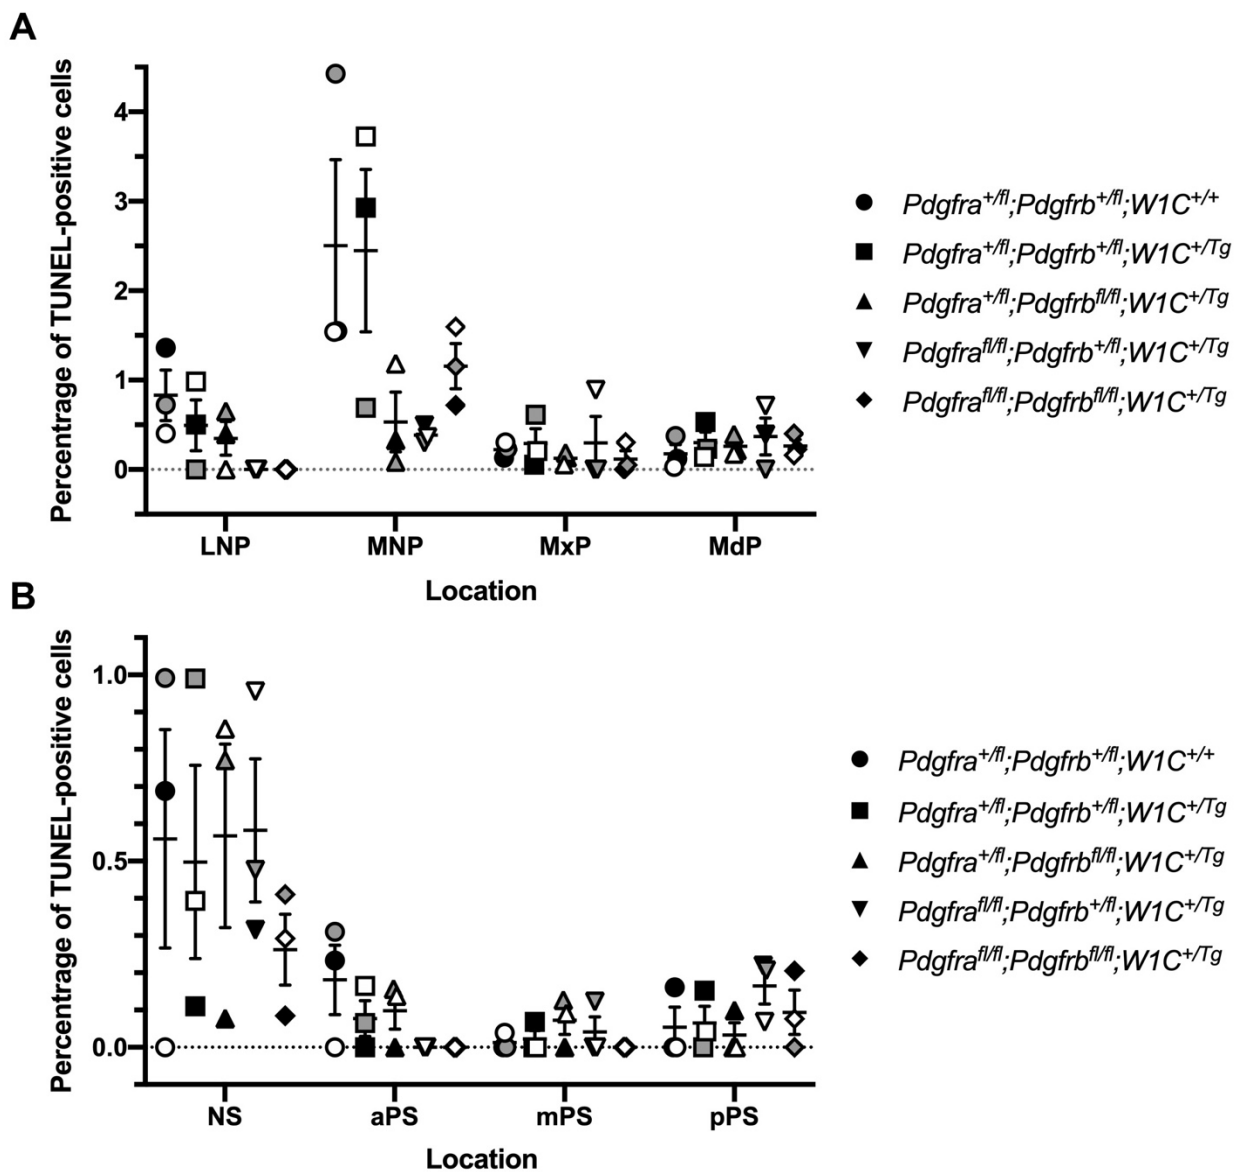 A
Percentrage of TUNEL-positive cells
4
3
2
1
0
LNP MNP MxP MdP
Location
Pdgfra+/fl;Pdgfrb+/fl;W1C+/+
Pdgfra+/fl;Pdgfrb+/fl;W1C+/Tg
Pdgfra+/fl;Pdgfrbfl/fl;W1C+/Tg
Pdgfrafl/fl;Pdgfrb+/fl;W1C+/Tg
Pdgfrafl/fl;Pdgfrbfl/fl;W1C+/Tg
B
Percentrage of TUNEL-positive cells
1.0
0.5
0.0
NS aPS mPS pPS
Location
Pdgfra+/fl;Pdgfrb+/fl;W1C+/+
Pdgfra+/fl;Pdgfrb+/fl;W1C+/Tg
Pdgfra+/fl;Pdgfrbfl/fl;W1C+/Tg
Pdgfrafl/fl;Pdgfrb+/fl;W1C+/Tg
Pdgfrafl/fl;Pdgfrbfl/fl;W1C+/Tg